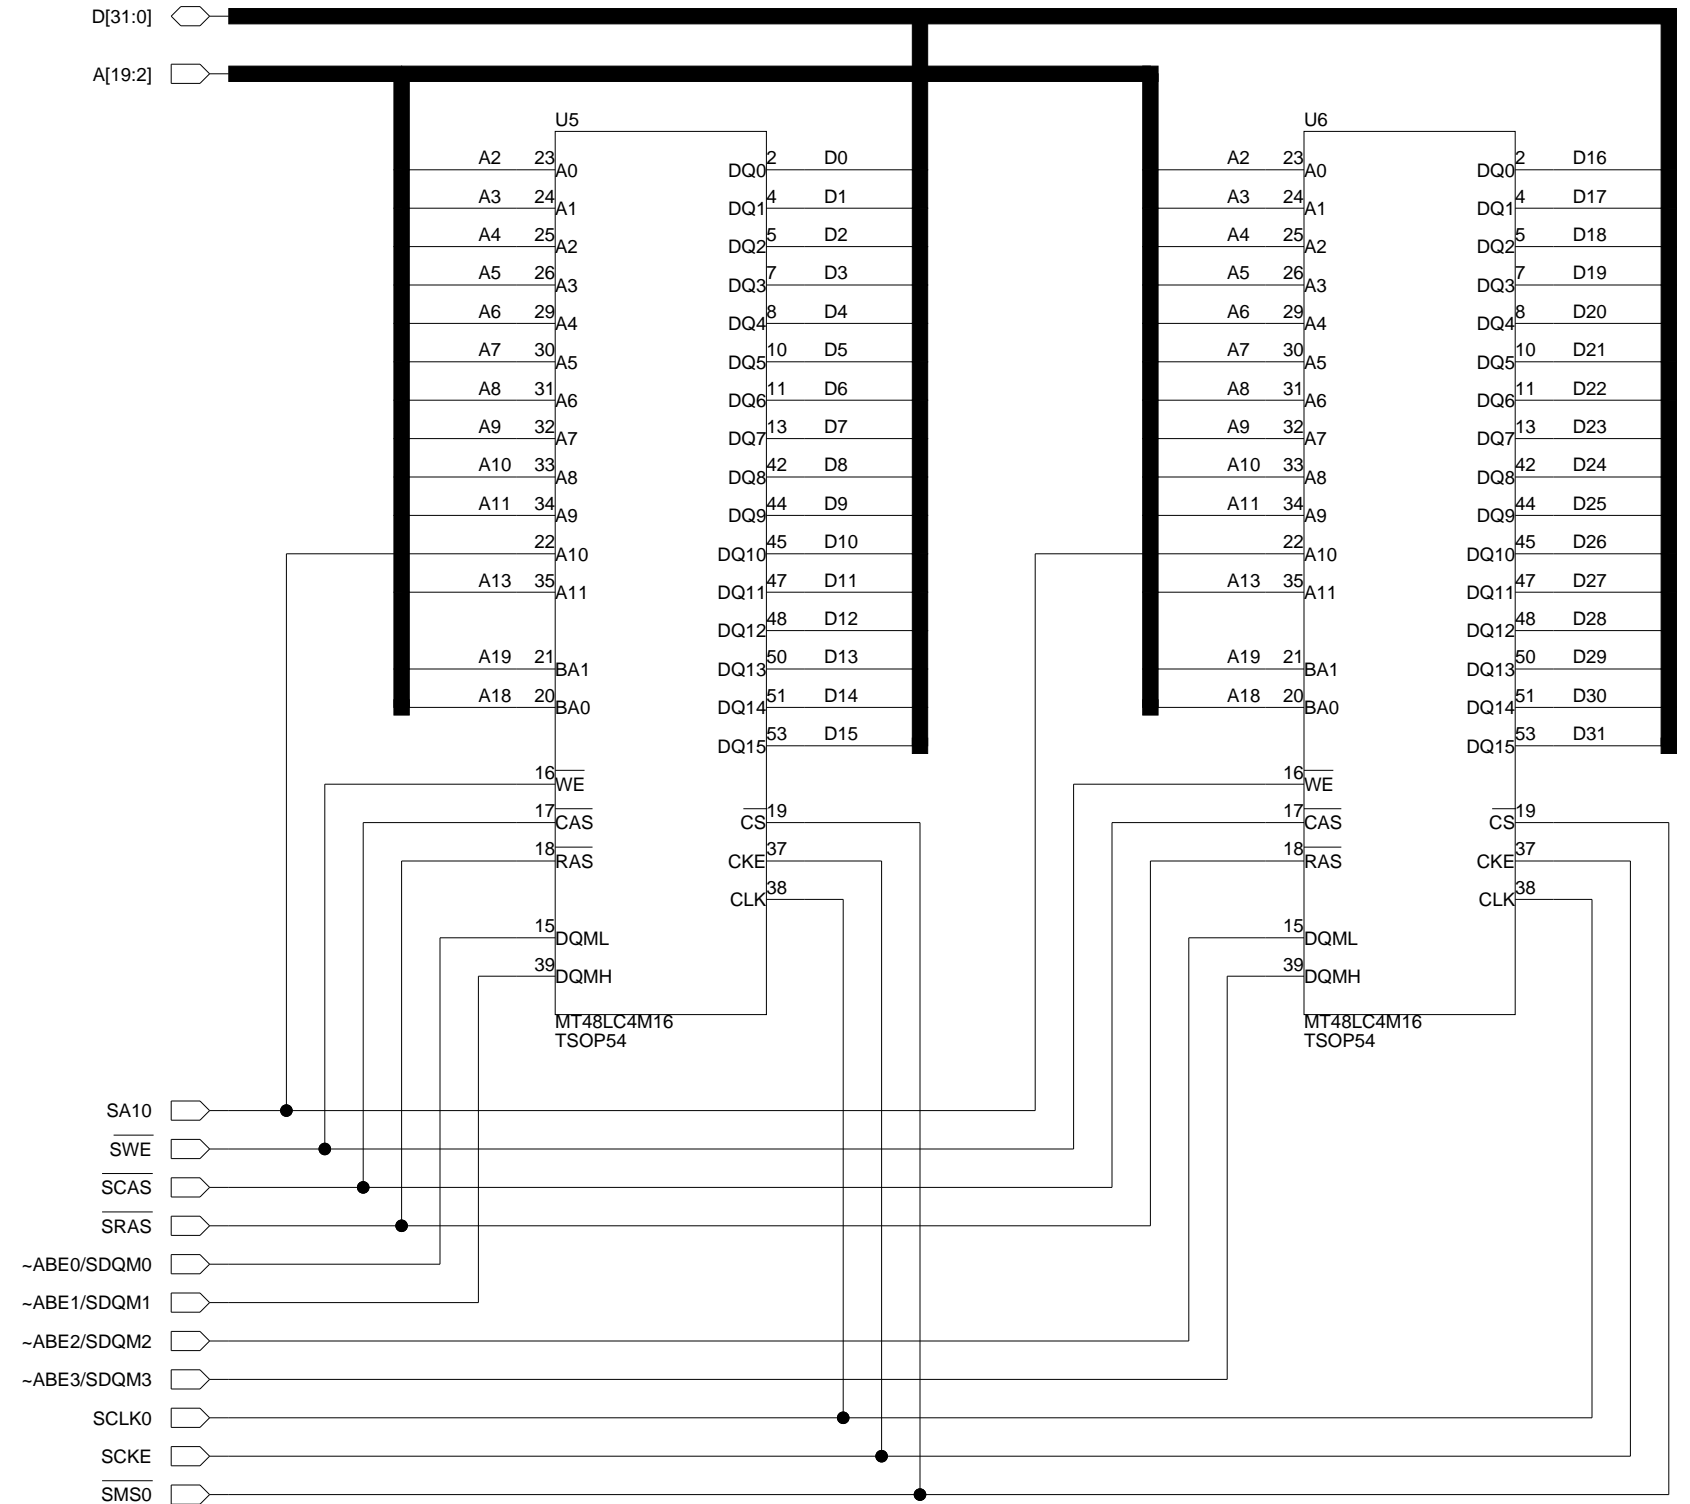 D[31:0]
A[19:2]
U5 U6
A2 23 A0 DQ0 2 D0 A2 23 A0 DQ0 2 D16
A3 24 A1 DQ1 4 D1 A3 24 A1 DQ1 4 D17
A4 25 A2 DQ2 5 D2 A4 25 A2 DQ2 5 D18
A5 26 A3 DQ3 7 D3 A5 26 A3 DQ3 7 D19
A6 29 A4 DQ4 8 D4 A6 29 A4 DQ4 8 D20
A7 30 A5 DQ5 10 D5 A7 30 A5 DQ5 10 D21
A8 31 A6 DQ6 11 D6 A8 31 A6 DQ6 11 D22
A9 32 A7 DQ7 13 D7 A9 32 A7 DQ7 13 D23
A10 33 A8 DQ8 42 D8 A10 33 A8 DQ8 42 D24
A11 34 A9 DQ9 44 D9 A11 34 A9 DQ9 44 D25
22 A10 DQ10 45 D10 22 A10 DQ10 45 D26
A13 35 A11 DQ11 47 D11 A13 35 A11 DQ11 47 D27
DQ12 48 D12 DQ12 48 D28
A19 21 BA1 DQ13 50 D13 A19 21 BA1 DQ13 50 D29
A18 20 BA0 DQ14 51 D14 A18 20 BA0 DQ14 51 D30
DQ15 53 D15 DQ15 53 D31
16 WE 16 WE
17 CAS CS 19 17 CAS CS 19
18 RAS CKE 37 18 RAS CKE 37
CLK 38 CLK 38
15 DQML 15 DQML
39 DQMH 39 DQMH
MT48LC4M16 MT48LC4M16
TSOP54 TSOP54
SA10
SWE
SCAS
SRAS
~ABE0/SDQM0
~ABE1/SDQM1
~ABE2/SDQM2
~ABE3/SDQM3
SCLK0
SCKE
SMS0